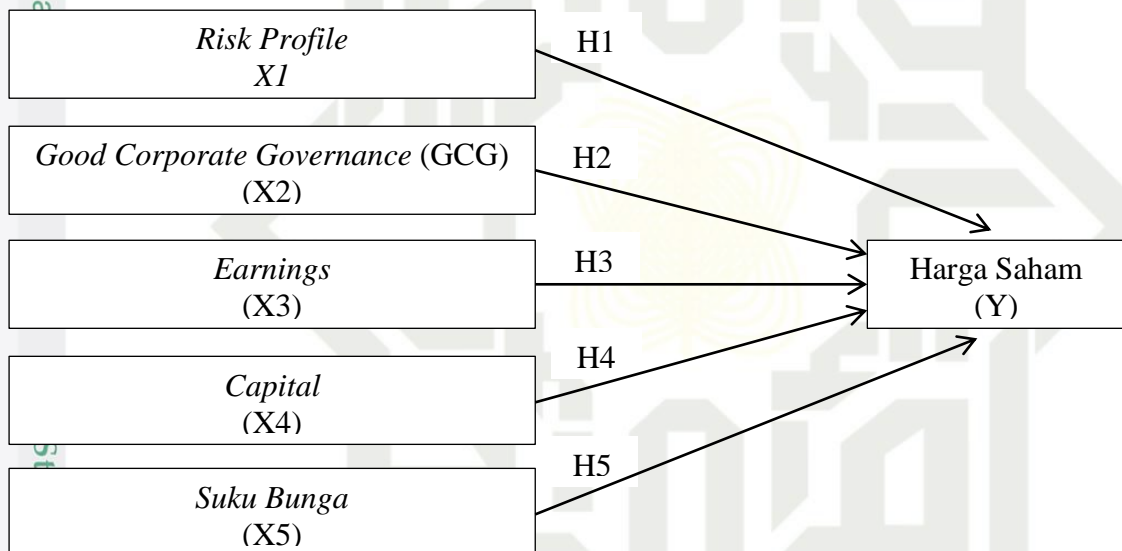 Risk Profile
X1
H1
Good Corporate Governance (GCG)
(X2)
H2
Earnings
(X3)
H3
Harga Saham
(Y)
Capital
(X4)
H4
Suku Bunga
(X5)
H5